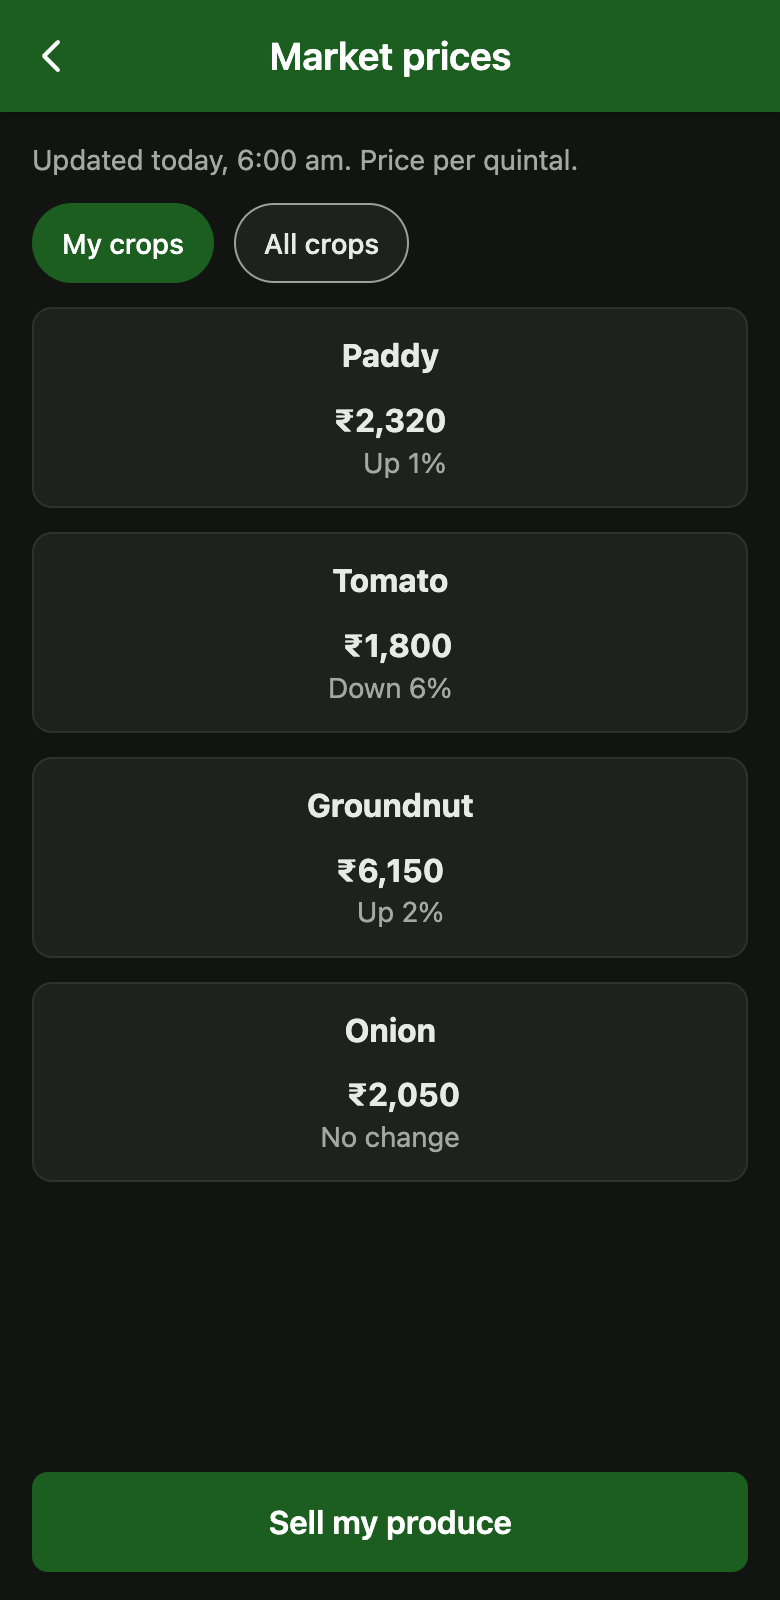 Market prices
Updated today, 6:00 am. Price per quintal.
My crops
All crops
Paddy
₹2,320
Up 1%
Tomato
₹1,800
Down 6%
Groundnut
₹6,150
Up 2%
Onion
₹2,050
No change
Sell my produce